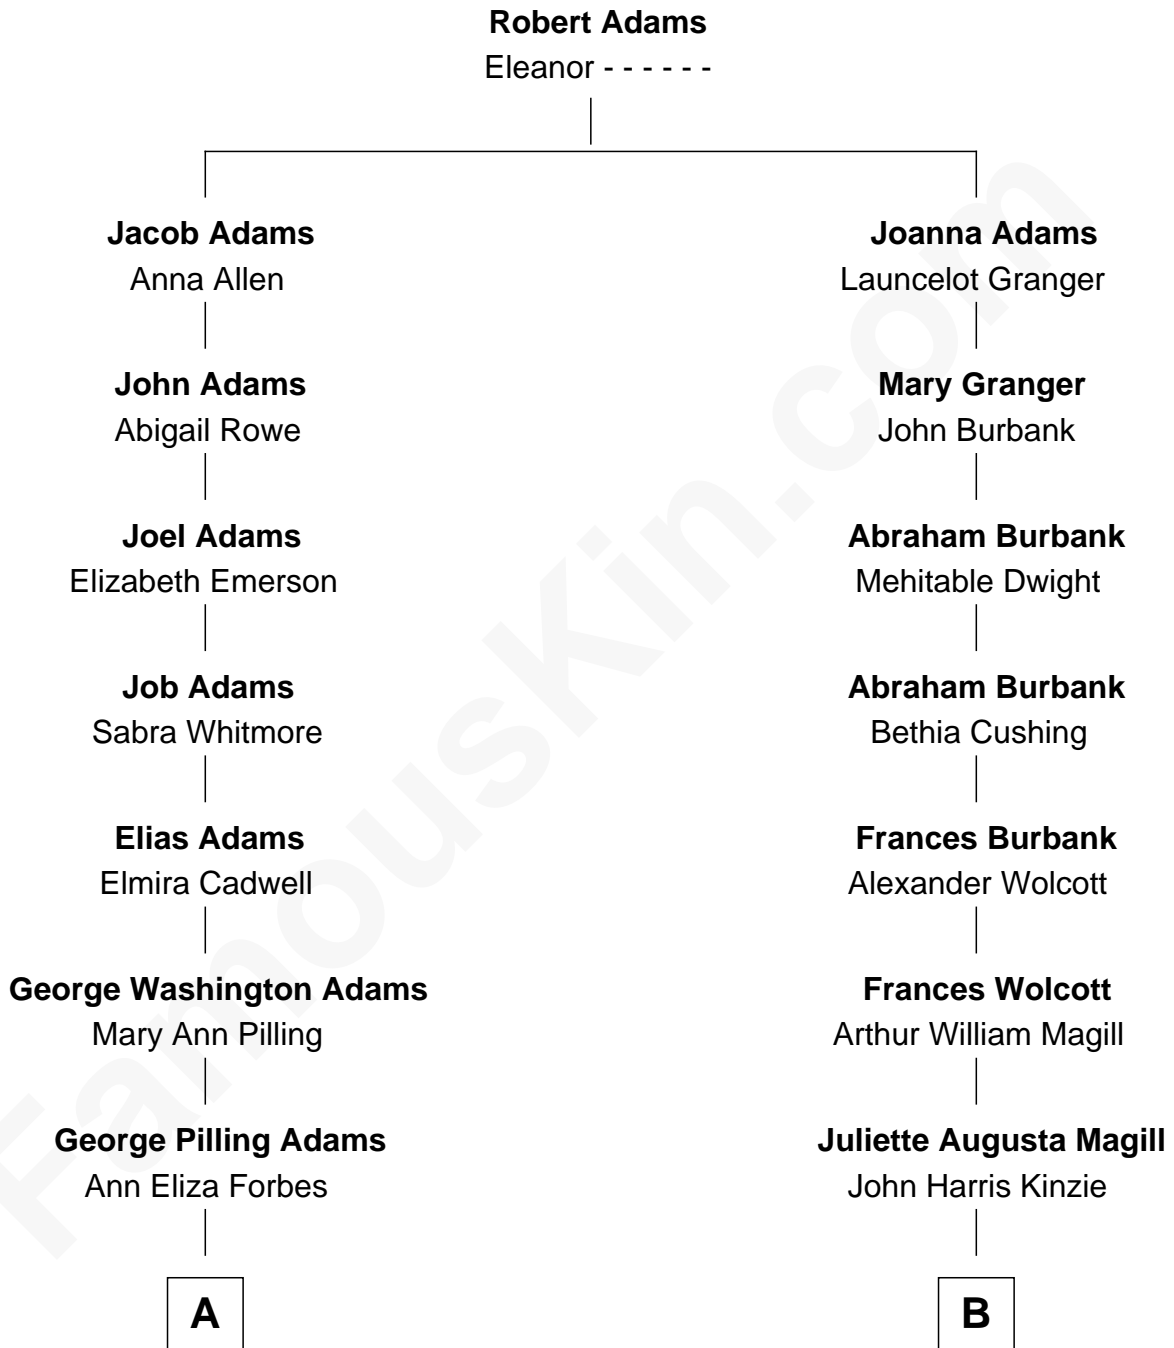 Robert Adams
Eleanor - - - - - -
Jacob Adams
Anna Allen
Joanna Adams
Launcelot Granger
John Adams
Abigail Rowe
Mary Granger
John Burbank
Joel Adams
Elizabeth Emerson
Abraham Burbank
Mehitable Dwight
Job Adams
Sabra Whitmore
Abraham Burbank
Bethia Cushing
Elias Adams
Elmira Cadwell
Frances Burbank
Alexander Wolcott
George Washington Adams
Mary Ann Pilling
Frances Wolcott
Arthur William Magill
George Pilling Adams
Ann Eliza Forbes
Juliette Augusta Magill
John Harris Kinzie
A
B
FamousKin.com